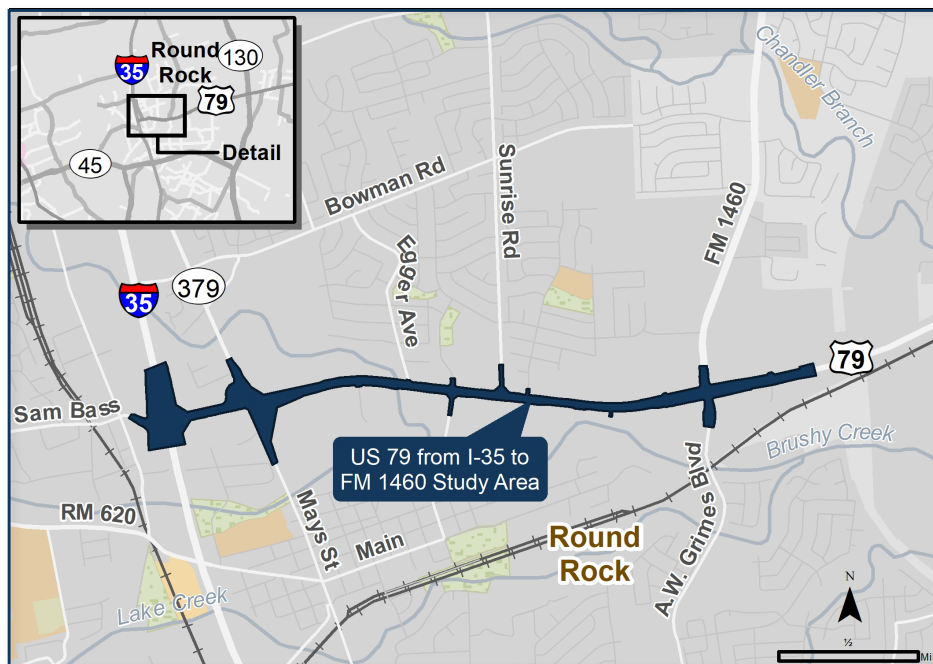 Round
Rock
35
130
79
Detail
45
Chandler Branch
Bowman Rd
Sunrise Rd
Egger Ave
FM 1460
35
379
79
Sam Bass
US 79 from I-35 to
FM 1460 Study Area
Brushy Creek
RM 620
Mays St
Main
Round
Rock
A.W. Grimes Blvd
Lake Creek
N
½
Mi